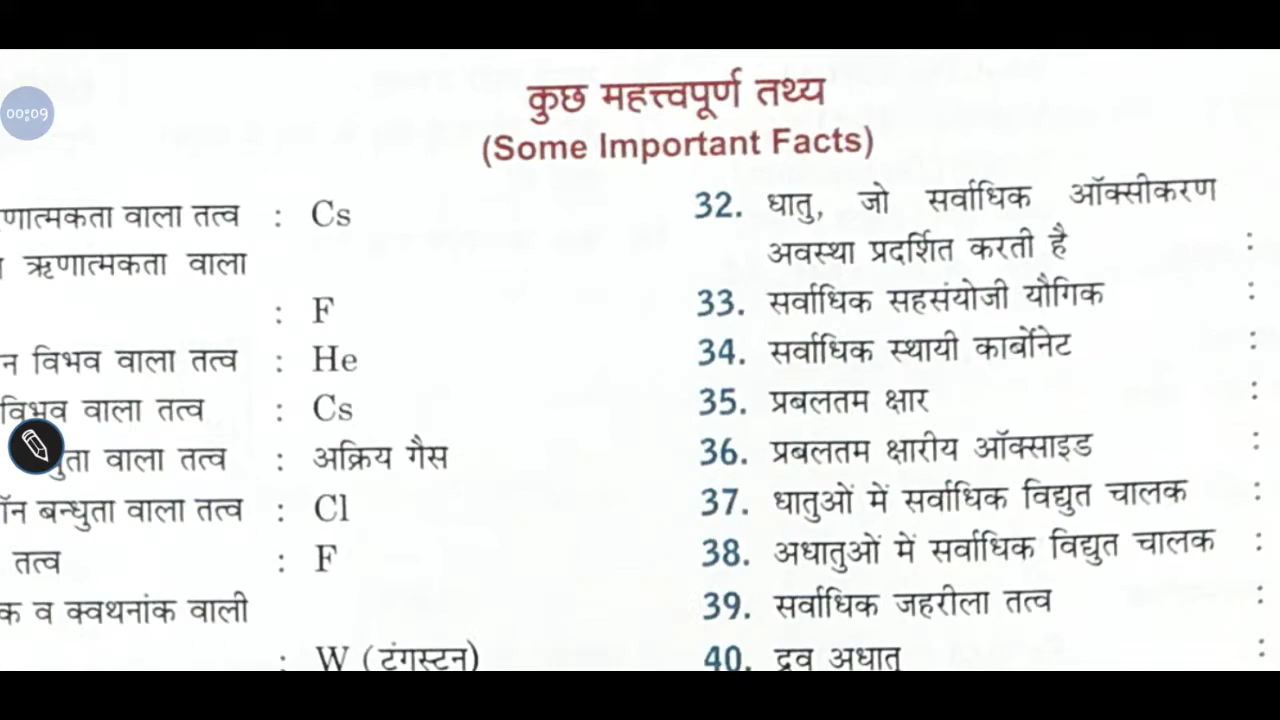 00:09
कुछ महत्त्वपूर्ण तथ्य
(Some Important Facts)
वाला तत्व : Cs
ऋणात्मकता वाला
: F
विभव वाला तत्व : He
विभव वाला तत्व : Cs
वाला तत्व : अक्रिय गैस
बन्धुता वाला तत्व : Cl
तत्व : F
व क्वथनांक वाली
: W (टंगस्टन)
32. धातु, जो सर्वाधिक ऑक्सीकरण
अवस्था प्रदर्शित करती है :
33. सर्वाधिक सहसंयोजी यौगिक :
34. सर्वाधिक स्थायी कार्बोनेट :
35. प्रबलतम क्षार :
36. प्रबलतम क्षारीय ऑक्साइड :
37. धातुओं में सर्वाधिक विद्युत चालक :
38. अधातुओं में सर्वाधिक विद्युत चालक :
39. सर्वाधिक जहरीला तत्व :
40. द्रव अधातु :